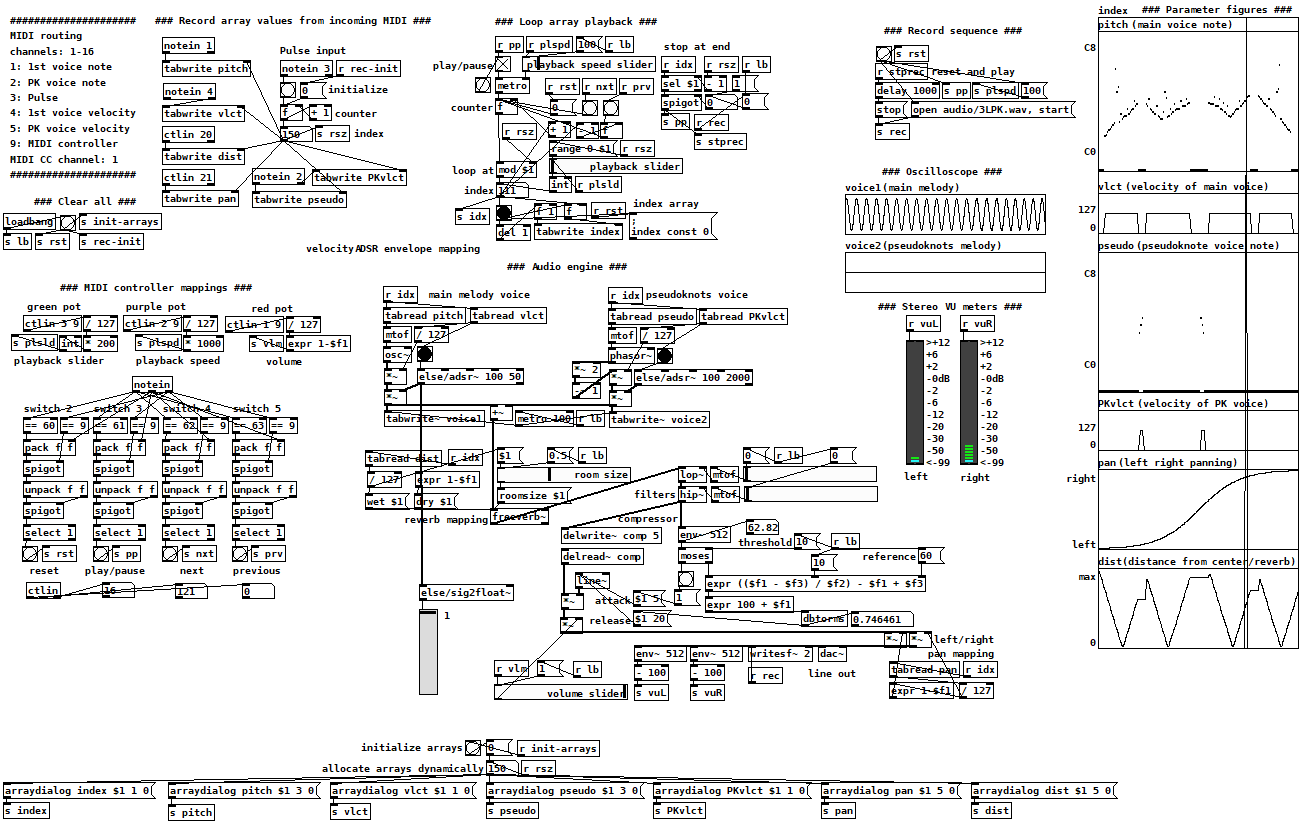 #####################
MIDI routing
channels: 1-16
1: 1st voice note
2: PK voice note
3: Pulse
4: 1st voice velocity
5: PK voice velocity
9: MIDI controller
MIDI CC channel: 1
#####################
### Clear all ###
loadbang
s init-arrays
s lb
s rst
s rec-init
### Record array values from incoming MIDI ###
notein 1
tabwrite pitch
notein 4
tabwrite vlct
ctlin 20
tabwrite dist
ctlin 21
tabwrite pan
Pulse input
notein 3
r rec-init
0
initialize
f
+ 1
counter
150
s rsz
index
notein 2
tabwrite PKvlct
tabwrite pseudo
### Loop array playback ###
r pp
r plspd
100
r lb
play/pause
playback speed slider
metro
r rst
r nxt
r prv
counter
f
0
r rsz
+ 1
- 1
f
range 0 $1
r rsz
loop at
mod $1
playback slider
int
r plsld
index
111
s idx
f 1
f
r rst
index array
del 1
tabwrite index
;
index const 0
stop at end
r idx
r rsz
r lb
sel $1
- 1
1
spigot
0
0
s pp
r rec
s stprec
### Record sequence ###
s rst
r stprec
reset and play
delay 1000
s pp
s plspd
100
stop
open audio/3LPK.wav, start
s rec
### Oscilloscope ###
voice1(main melody)
voice2(pseudoknots melody)
### Stereo VU meters ###
r vuL
r vuR
>+12
+6
+2
-0dB
-2
-6
-12
-20
-30
-50
<-99
>+12
+6
+2
-0dB
-2
-6
-12
-20
-30
-50
<-99
left
right
index
### Parameter figures ###
pitch(main voice note)
C8
C0
vlct(velocity of main voice)
127
0
pseudo(pseudoknote voice note)
C8
C0
PKvlct(velocity of PK voice)
127
0
pan(left right panning)
right
left
dist(distance from center/reverb)
max
0
### MIDI controller mappings ###
green pot
ctlin 3 9
/ 127
s plsld
int
* 200
playback slider
purple pot
ctlin 2 9
/ 127
s plspd
* 1000
playback speed
red pot
ctlin 1 9
/ 127
s vlm
expr 1-$f1
volume
notein
switch 2
switch 3
switch 4
switch 5
== 60
== 9
== 61
== 9
== 62
== 9
== 63
== 9
pack f f
pack f f
pack f f
pack f f
spigot
spigot
spigot
spigot
unpack f f
unpack f f
unpack f f
unpack f f
spigot
spigot
spigot
spigot
select 1
select 1
select 1
select 1
s rst
s pp
s nxt
s prv
reset
play/pause
next
previous
ctlin
16
121
0
velocityADSR envelope mapping
### Audio engine ###
r idx
main melody voice
tabread pitch
tabread vlct
mtof
/ 127
osc~
*~
else/adsr~ 100 50
*~
tabwrite~ voice1
+~
metro 100
r lb
r idx
pseudoknots voice
tabread pseudo
tabread PKvlct
mtof
/ 127
phasor~
*~ 2
-~ 1
*~
else/adsr~ 100 2000
*~
tabwrite~ voice2
tabread dist
r idx
/ 127
expr 1-$f1
wet $1
dry $1
reverb mapping
$1
0.5
r lb
room size
roomsize $1
freeverb~
0
r lb
0
lop~
mtof
filters
hip~
mtof
compressor
delwrite~ comp 5
env~ 512
62.82
threshold
10
r lb
delread~ comp
moses
10
reference
60
line~
expr (($f1 - $f3) / $f2) - $f1 + $f3
attack
$1 5
1
expr 100 + $f1
release
$1 20
dbtorms
0.746461
*~
*~
else/sig2float~
1
*~
*~
left/right
pan mapping
env~ 512
env~ 512
writesf~ 2
dac~
tabread pan
r idx
r vlm
1
r lb
- 100
- 100
r rec
line out
expr 1-$f1
/ 127
volume slider
s vuL
s vuR
initialize arrays
0
r init-arrays
allocate arrays dynamically
150
r rsz
arraydialog index $1 1 0
arraydialog pitch $1 3 0
arraydialog vlct $1 1 0
arraydialog pseudo $1 3 0
arraydialog PKvlct $1 1 0
arraydialog pan $1 5 0
arraydialog dist $1 5 0
s index
s pitch
s vlct
s pseudo
s PKvlct
s pan
s dist